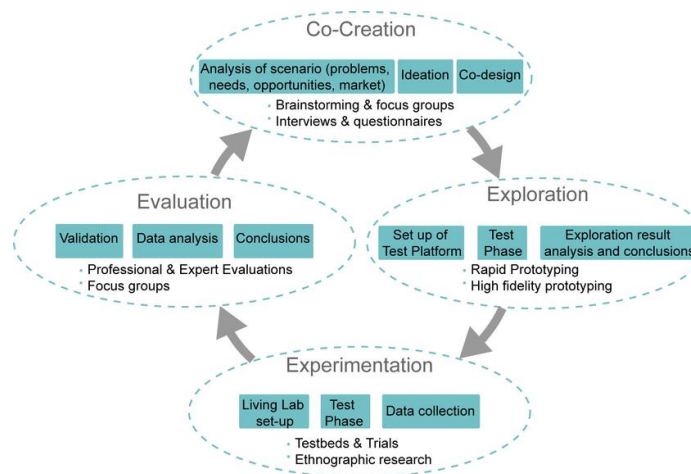 Co-Creation
Analysis of scenario (problems,
needs, opportunities, market)
Ideation
Co-design
• Brainstorming & focus groups
• Interviews & questionnaires
Exploration
Set up of
Test Platform
Test
Phase
Exploration result
analysis and conclusions
• Rapid Prototyping
• High fidelity prototyping
Experimentation
Living Lab
set-up
Test
Phase
Data collection
• Testbeds & Trials
• Ethnographic research
Evaluation
Validation
Data analysis
Conclusions
• Professional & Expert Evaluations
• Focus groups